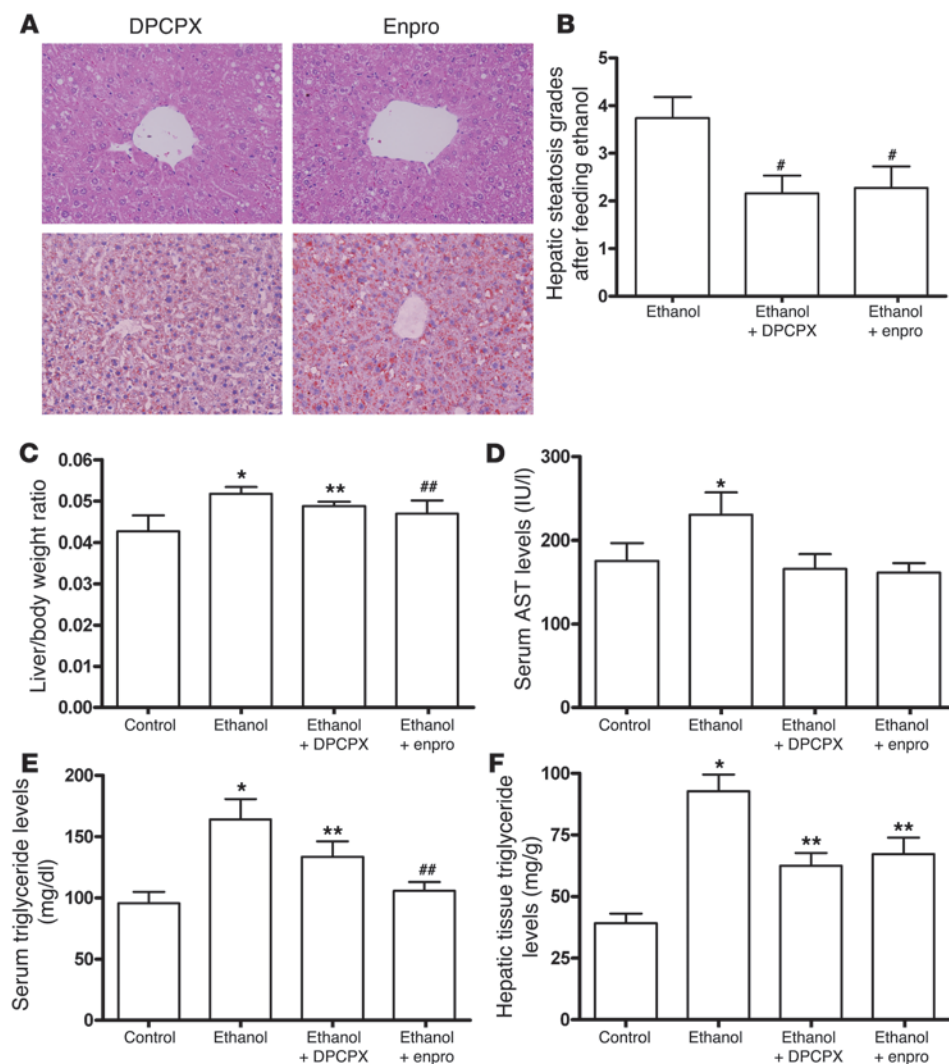 A
DPCPX
Enpro
B
Hepatic steatosis grades
after feeding ethanol
5
4
3
2
1
0
#
#
Ethanol
Ethanol
+ DPCPX
Ethanol
+ enpro
C
Liver/body weight ratio
0.06
0.05
0.04
0.03
0.02
0.01
0.00
*
**
##
Control
Ethanol
Ethanol
+ DPCPX
Ethanol
+ enpro
D
Serum AST levels (IU/l)
300
200
100
0
*
Control
Ethanol
Ethanol
+ DPCPX
Ethanol
+ enpro
E
Serum triglyceride levels
(mg/dl)
200
150
100
50
0
*
**
##
Control
Ethanol
Ethanol
+ DPCPX
Ethanol
+ enpro
F
Hepatic tissue triglyceride
levels (mg/g)
100
75
50
25
0
*
**
**
Control
Ethanol
Ethanol
+ DPCPX
Ethanol
+ enpro